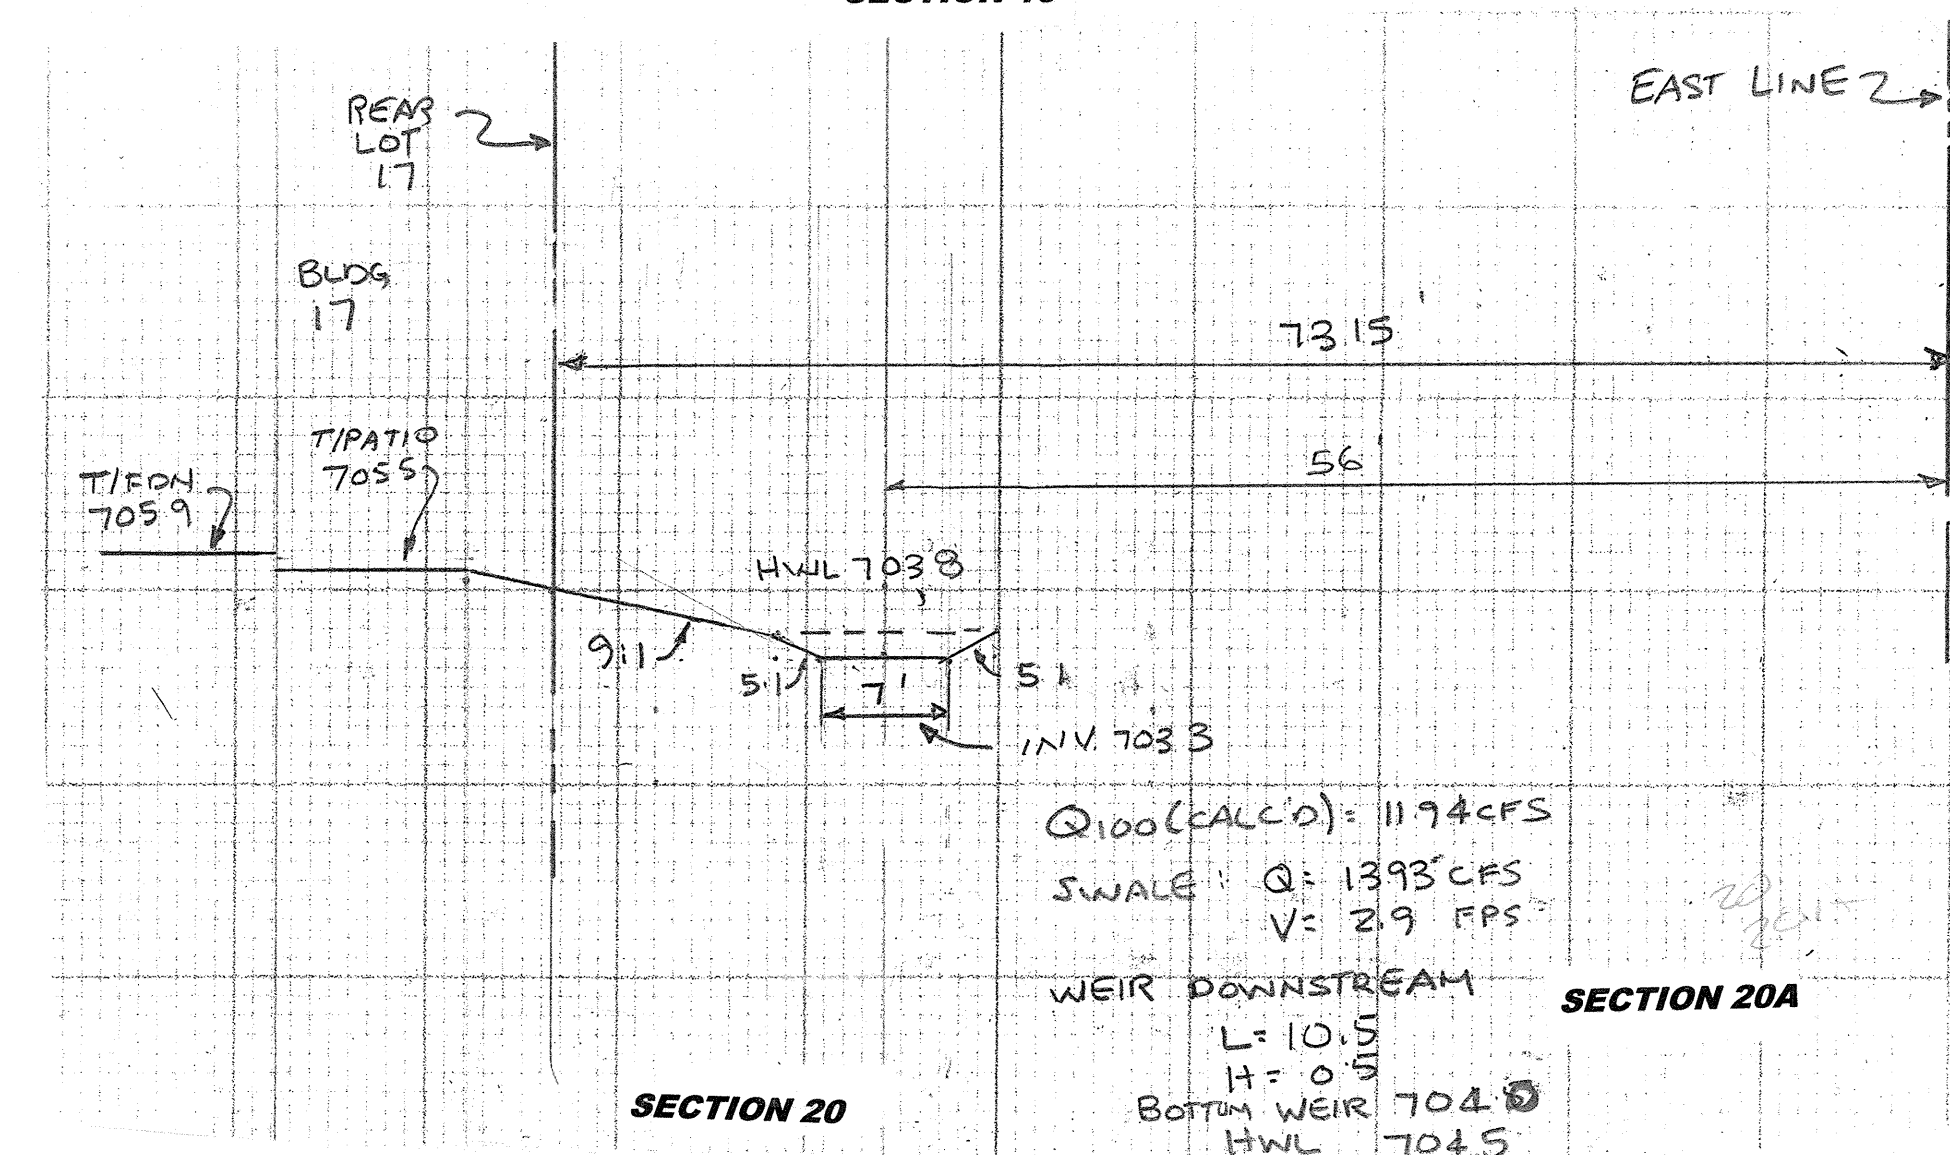 EAST LINE
REAR
LOT
17
BLDG
17
73.15'
T/PATIO
705 5
56'
T/FDN
705 9
HWL 703 8
9:1
5:1
7'
5:1
INV. 703 3
Q100 (CALC'D) = 11.94 CFS
SWALE: Q = 13.93 CFS
V = 2.9 FPS
WEIR DOWNSTREAM
L = 10.5
H = 0.5
BOTTOM WEIR 704.0
HWL 704.5
SECTION 20A
SECTION 20